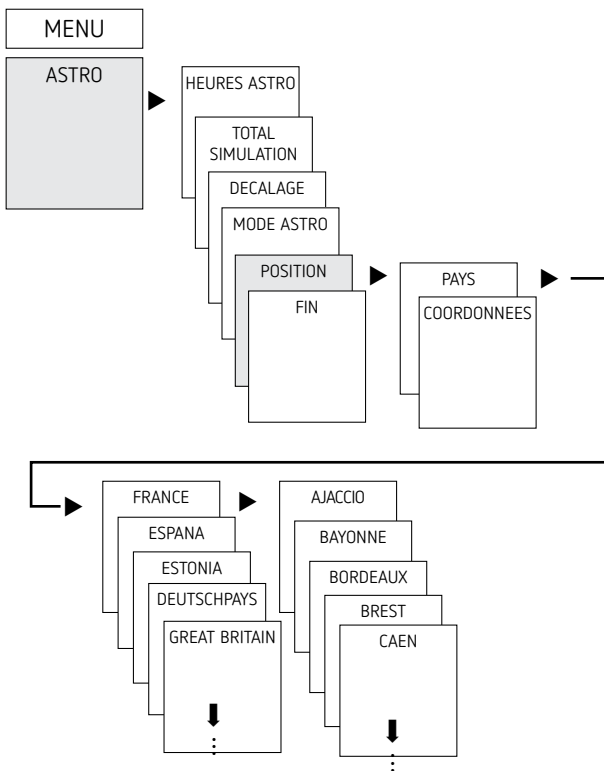 MENU
ASTRO
HEURES ASTRO
TOTAL
SIMULATION
DECALAGE
MODE ASTRO
POSITION
FIN
PAYS
COORDONNEES
FRANCE
ESPANA
ESTONIA
DEUTSCHPAYS
GREAT BRITAIN
AJACCIO
BAYONNE
BORDEAUX
BREST
CAEN